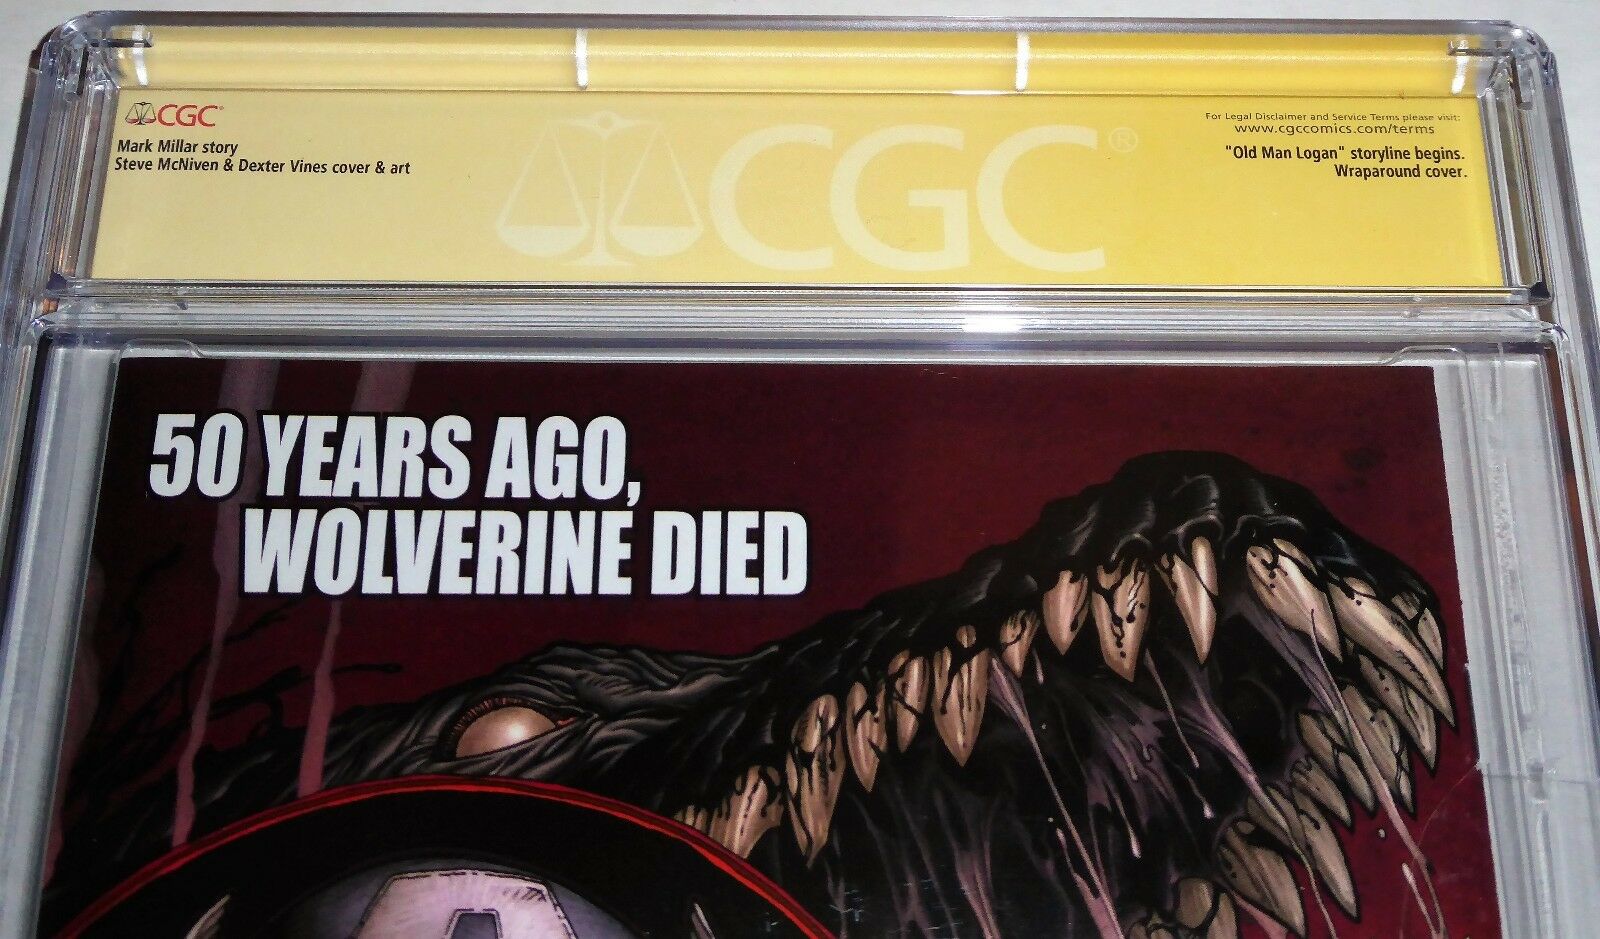 CGC®
Mark Millar story
Steve McNiven & Dexter Vines cover & art
CGC®
For Legal Disclaimer and Service Terms please visit:
www.cgccomics.com/terms
"Old Man Logan" storyline begins.
Wraparound cover.
50 YEARS AGO,
WOLVERINE DIED
A